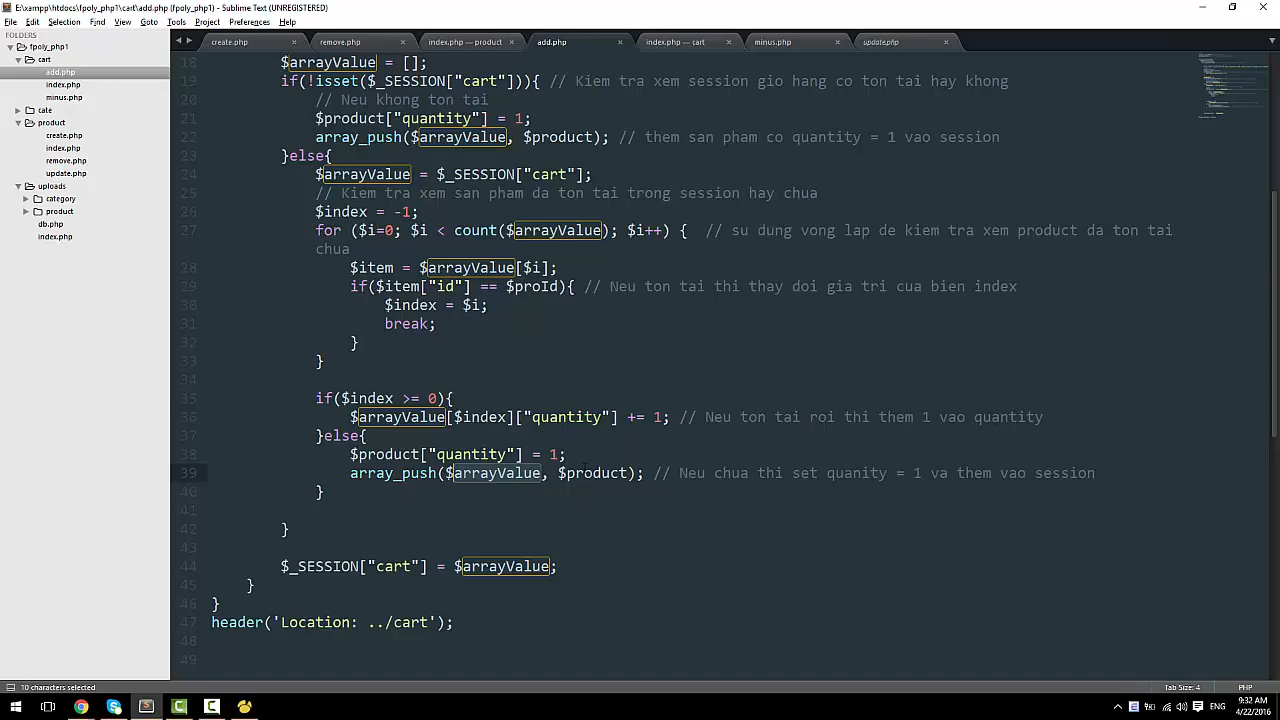 E:\xampp\htdocs\fpoly_php1\cart\add.php (fpoly_php1) - Sublime Text (UNREGISTERED)
File Edit Selection Find View Goto Tools Project Preferences Help
FOLDERS
fpoly_php1
cart
add.php
index.php
minus.php
cate
product
create.php
index.php
remove.php
update.php
uploads
category
product
db.php
index.php
create.php remove.php index.php — product add.php index.php — cart minus.php update.php
18 $arrayValue = [];
19 if(!isset($_SESSION["cart"])){ // Kiem tra xem session gio hang co ton tai hay khong
20 // Neu khong ton tai
21 $product["quantity"] = 1;
22 array_push($arrayValue, $product); // them san pham co quantity = 1 vao session
23 }else{
24 $arrayValue = $_SESSION["cart"];
25 // Kiem tra xem san pham da ton tai trong session hay chua
26 $index = -1;
27 for ($i=0; $i < count($arrayValue); $i++) { // su dung vong lap de kiem tra xem product da ton tai
chua
28 $item = $arrayValue[$i];
29 if($item["id"] == $proId){ // Neu ton tai thi thay doi gia tri cua bien index
30 $index = $i;
31 break;
32 }
33 }
34
35 if($index >= 0){
36 $arrayValue[$index]["quantity"] += 1; // Neu ton tai roi thi them 1 vao quantity
37 }else{
38 $product["quantity"] = 1;
39 array_push($arrayValue, $product); // Neu chua thi set quanity = 1 va them vao session
40 }
41
42 }
43
44 $_SESSION["cart"] = $arrayValue;
45 }
46 }
47 header('Location: ../cart');
48
49
10 characters selected Tab Size: 4 PHP
ENG 9:32 AM
4/22/2016